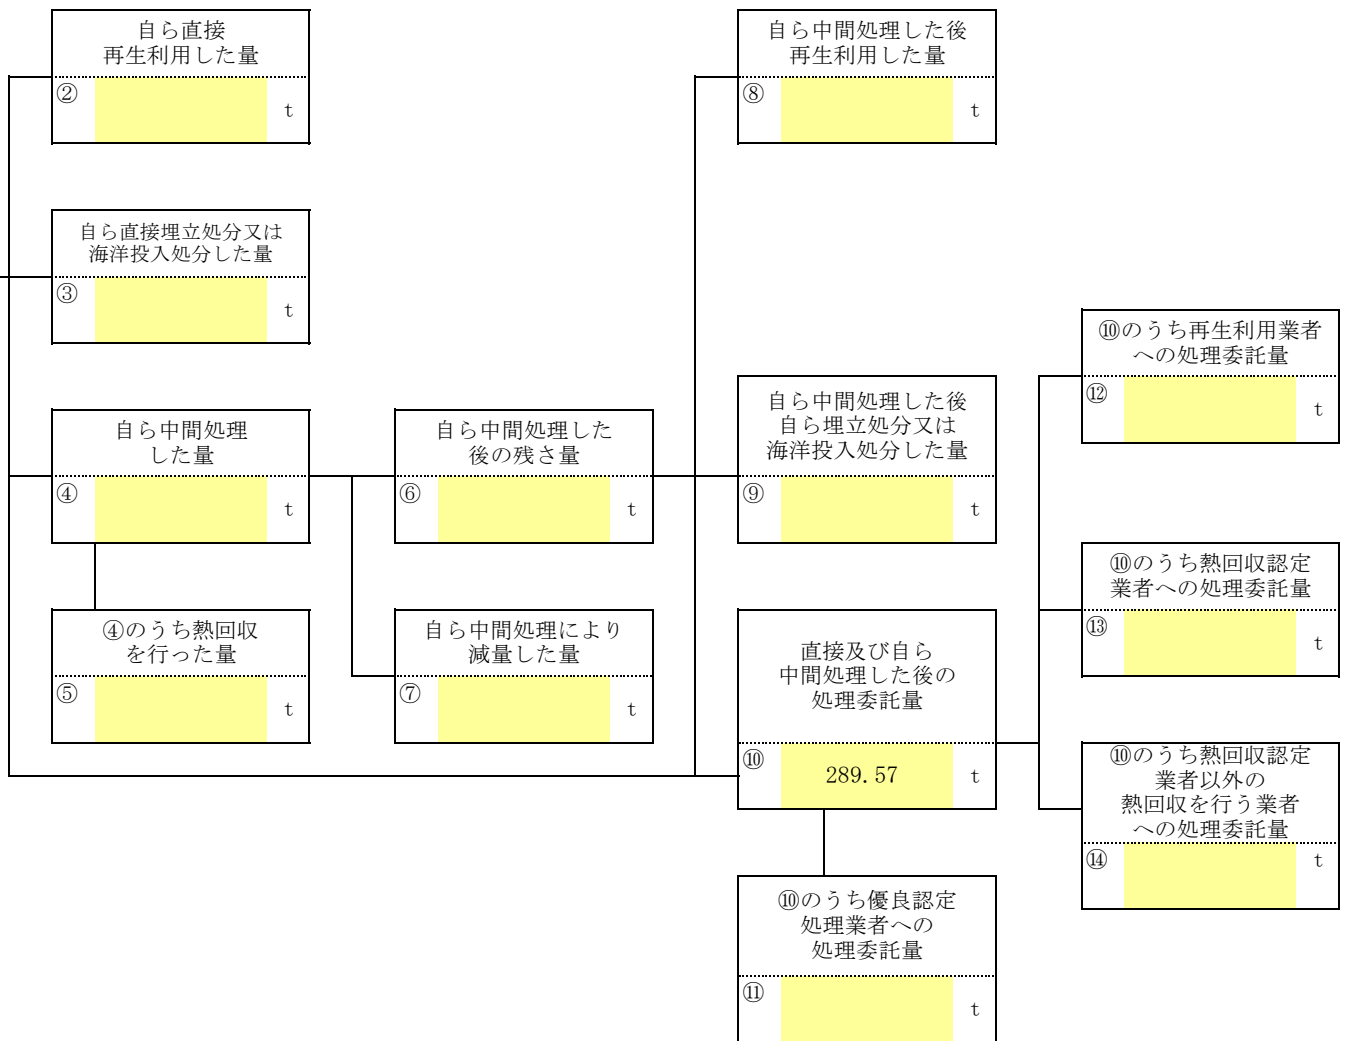 自ら直接
再生利用した量
② t
自ら直接埋立処分又は
海洋投入処分した量
③ t
自ら中間処理
した量
④ t
④のうち熱回収
を行った量
⑤ t
自ら中間処理した
後の残さ量
⑥ t
自ら中間処理により
減量した量
⑦ t
自ら中間処理した後
再生利用した量
⑧ t
自ら中間処理した後
自ら埋立処分又は
海洋投入処分した量
⑨ t
直接及び自ら
中間処理した後の
処理委託量
⑩ 289.57 t
⑩のうち優良認定
処理業者への
処理委託量
⑪ t
⑩のうち再生利用業者
への処理委託量
⑫ t
⑩のうち熱回収認定
業者への処理委託量
⑬ t
⑩のうち熱回収認定
業者以外の
熱回収を行う業者
への処理委託量
⑭ t